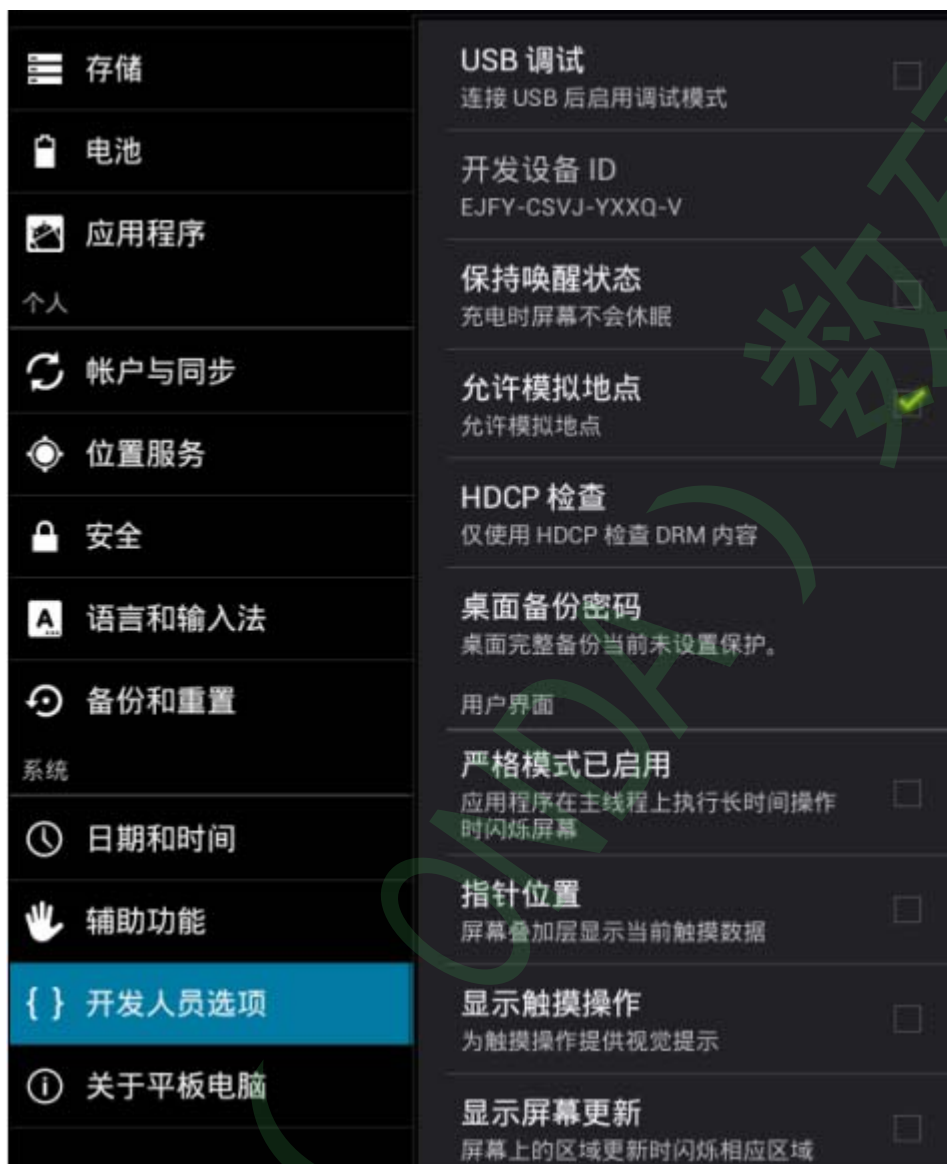 存储
电池
应用程序
个人
帐户与同步
位置服务
安全
语言和输入法
备份和重置
系统
日期和时间
辅助功能
{ } 开发人员选项
关于平板电脑
USB 调试
连接 USB 后启用调试模式
开发设备 ID
EJFY-CSVJ-YXXQ-V
保持唤醒状态
充电时屏幕不会休眠
允许模拟地点
允许模拟地点
HDCP 检查
仅使用 HDCP 检查 DRM 内容
桌面备份密码
桌面完整备份当前未设置保护。
用户界面
严格模式已启用
应用程序在主线程上执行长时间操作
时闪烁屏幕
指针位置
屏幕叠加层显示当前触摸数据
显示触摸操作
为触摸操作提供视觉提示
显示屏幕更新
屏幕上的区域更新时闪烁相应区域
（ONDA）数